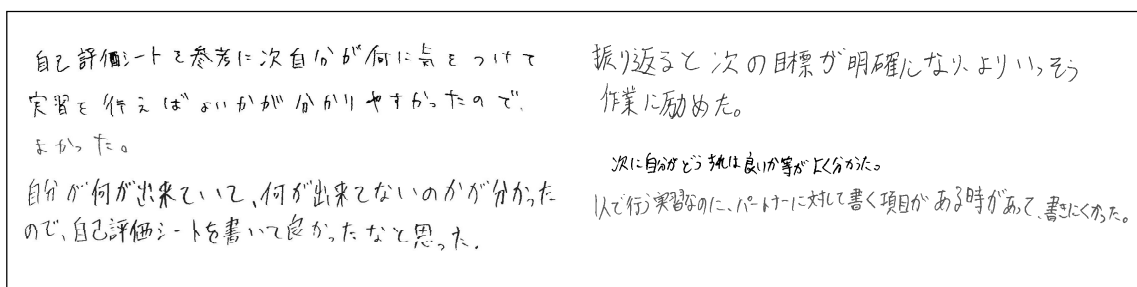 自己評価シートを参考に次自分が何に気をつけて
実習を行えばよいかが分かりやすかったので、
よかった。
自分が何が出来ていて、何が出来てないのかが分かった
ので、自己評価シートを書いて良かったなと思った。
振り返ると次の目標が明確になり、よりいっそう
作業に励めた。
次に自分がどうすれば良いか等がよく分かった。
1人で行う実習なのに、パートナーに対して書く項目がある時があって、書きにくかった。